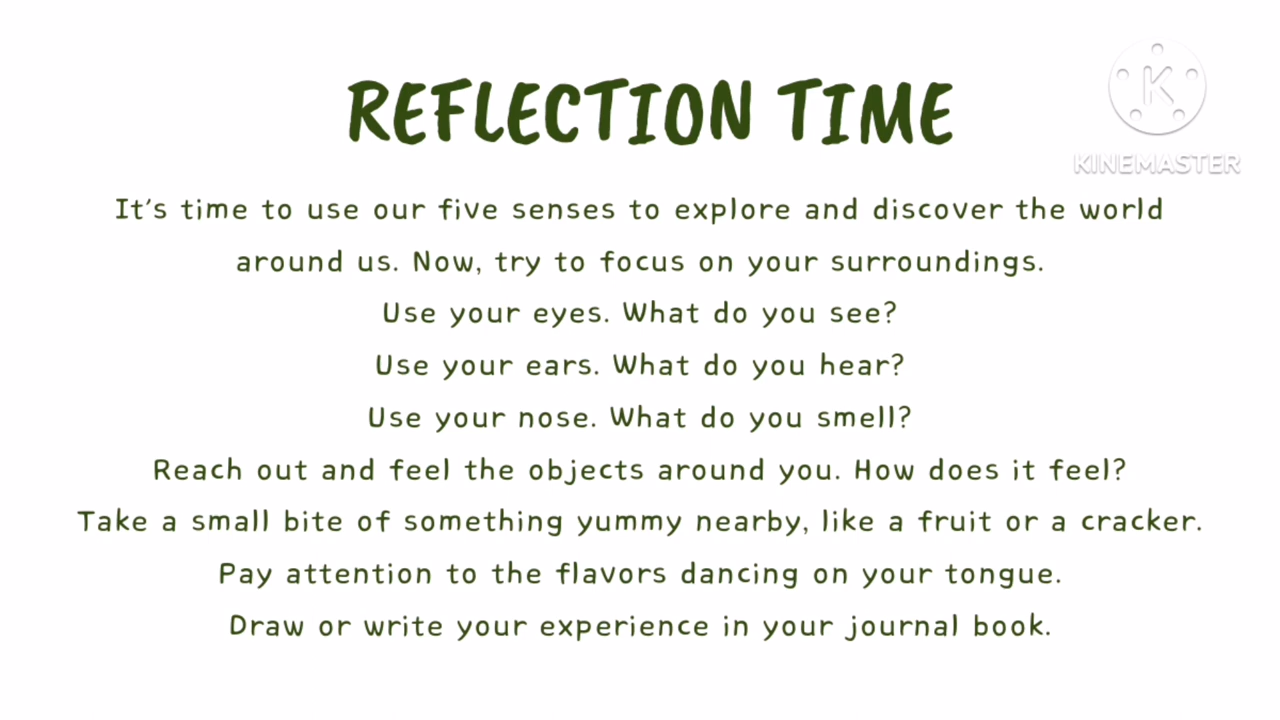 REFLECTION TIME
KINEMASTER
It's time to use our five senses to explore and discover the world
around us. Now, try to focus on your surroundings.
Use your eyes. What do you see?
Use your ears. What do you hear?
Use your nose. What do you smell?
Reach out and feel the objects around you. How does it feel?
Take a small bite of something yummy nearby, like a fruit or a cracker.
Pay attention to the flavors dancing on your tongue.
Draw or write your experience in your journal book.